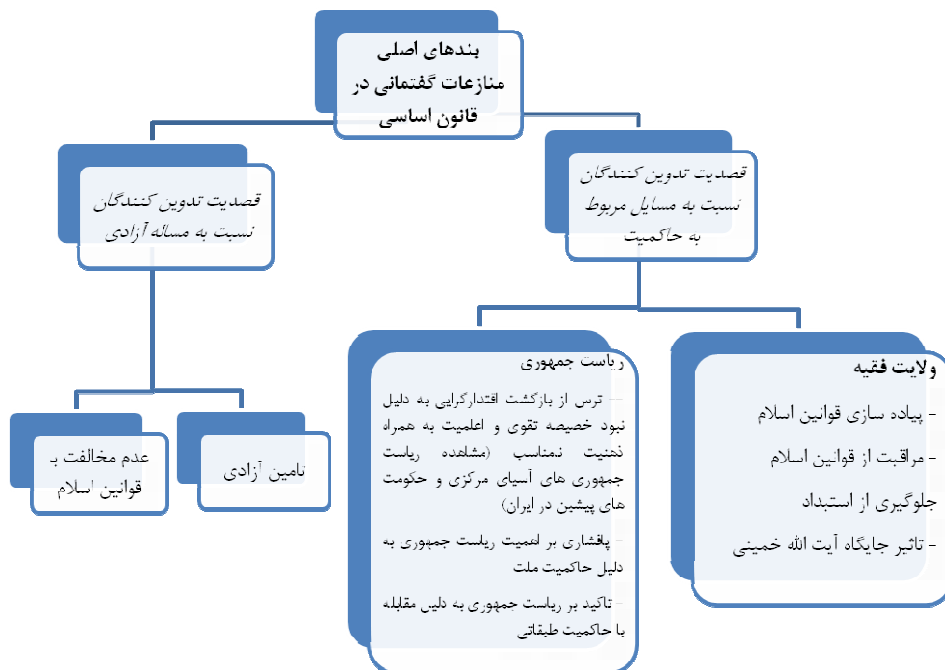 بندهای اصلی
منازعات گفتمانی در
قانون اساسی
قصدیت تدوین کنندگان
نسبت به مسایل مربوط
به حاکمیت
قصدیت تدوین کنندگان
نسبت به مساله آزادی
ولایت فقیه
- پیاده سازی قوانین اسلام
- مراقبت از قوانین اسلام
جلوگیری از استبداد
- تاثیر جایگاه آیت الله خمینی
ریاست جمهوری
- ترس از بازگشت اقتدارگرایی به دلیل
نبود خصیصه تقوی و اعلمیت به همراه
ذهنیت نامناسب (مشاهده ریاست
جمهوری های آسیای مرکزی و حکومت
های پیشین در ایران)
- پافشاری بر اهمیت ریاست جمهوری به
دلیل حاکمیت ملت
- تاکید بر ریاست جمهوری به دلیل مقابله
با حاکمیت طبقاتی
تامین آزادی
عدم مخالفت با
قوانین اسلام